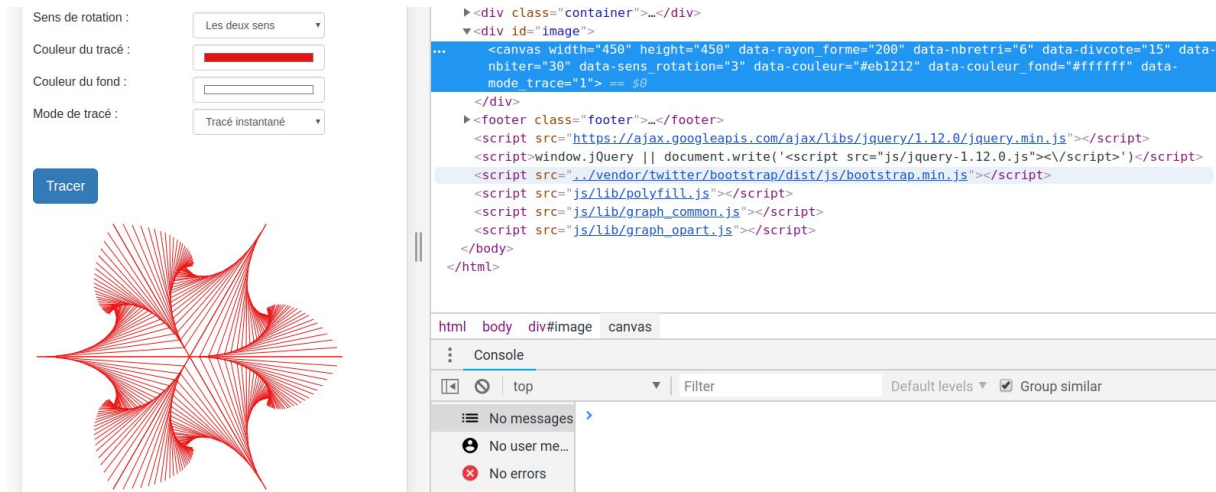 Sens de rotation :
Les deux sens
Couleur du tracé :
Couleur du fond :
Mode de tracé :
Tracé instantané
Tracer
<div class="container">…</div>
<div id="image">
... <canvas width="450" height="450" data-rayon_forme="200" data-nbretri="6" data-divcote="15" data-
nbiter="30" data-sens_rotation="3" data-couleur="#eb1212" data-couleur_fond="#ffffff" data-
mode_trace="1"> == $0
</div>
<footer class="footer">…</footer>
<script src="https://ajax.googleapis.com/ajax/libs/jquery/1.12.0/jquery.min.js"></script>
<script>window.jQuery || document.write('<script src="js/jquery-1.12.0.js"><\/script>')</script>
<script src="../vendor/twitter/bootstrap/dist/js/bootstrap.min.js"></script>
<script src="js/lib/polyfill.js"></script>
<script src="js/lib/graph_common.js"></script>
<script src="js/lib/graph_opart.js"></script>
</body>
</html>
html body div#image canvas
Console
top Filter Default levels Group similar
No messages
No user me...
No errors